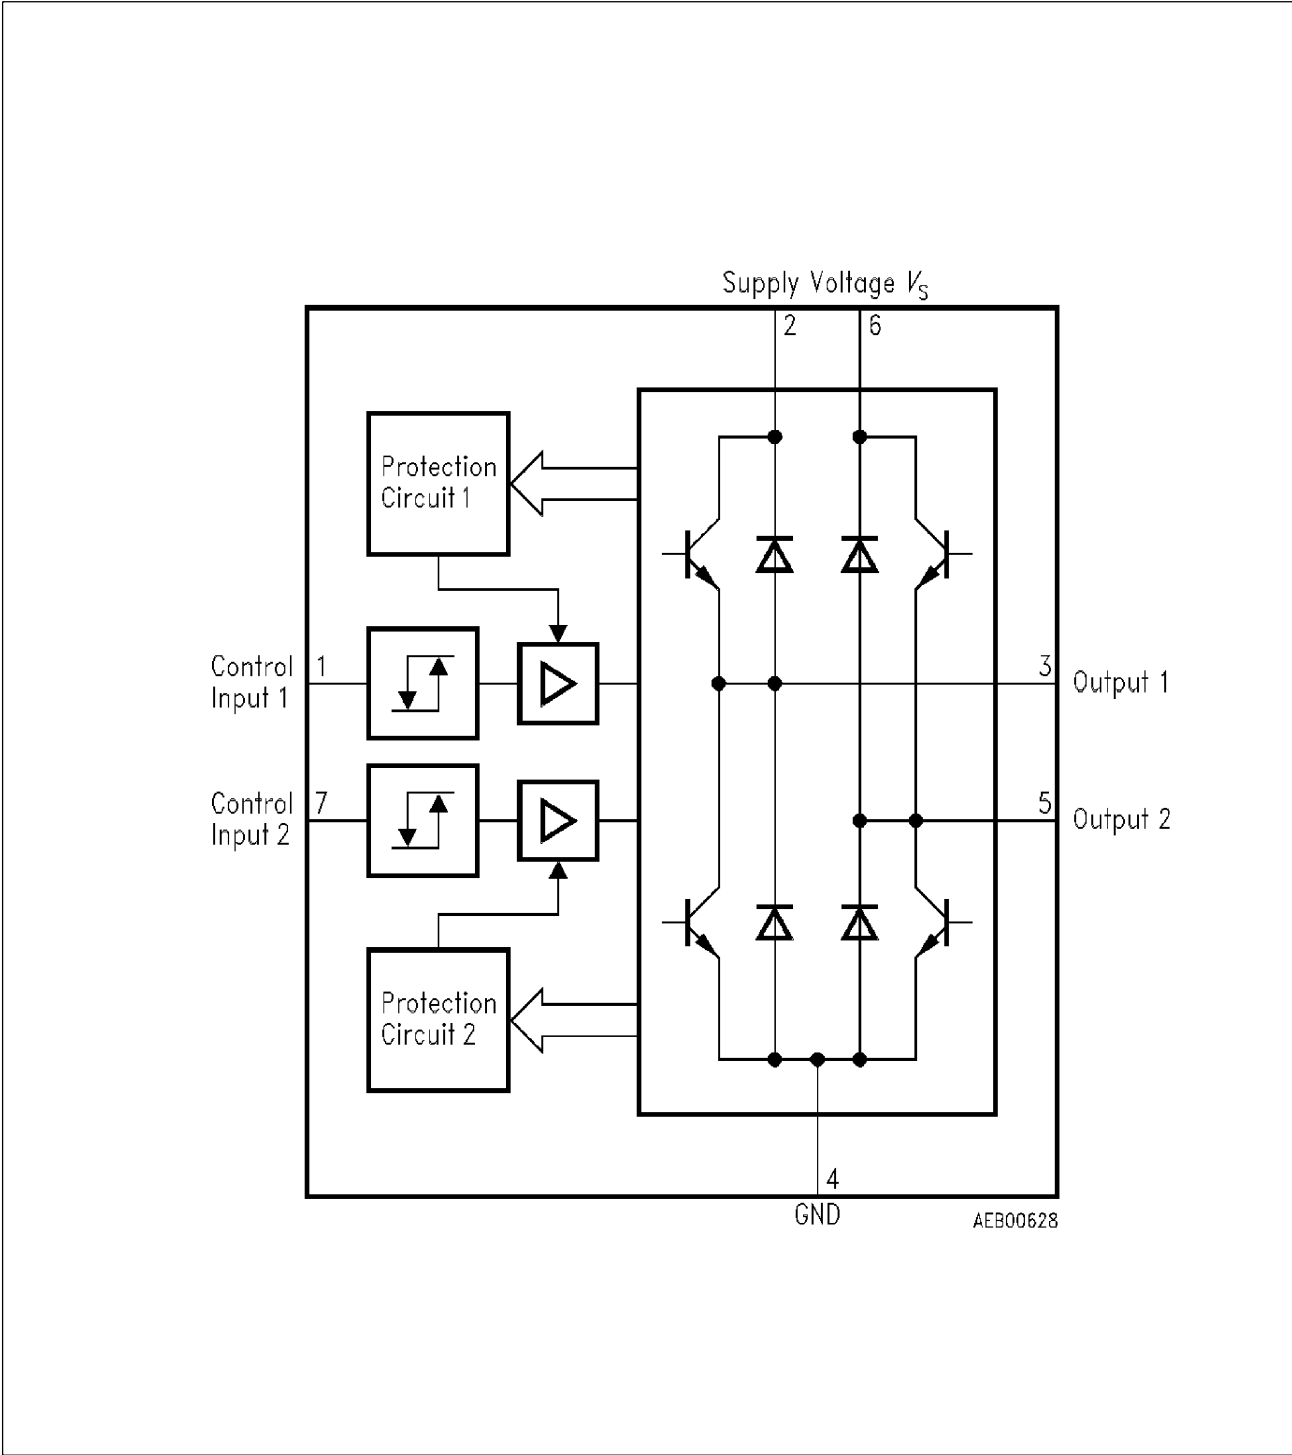 Supply Voltage VS
2 6
Protection
Circuit 1
Control
Input 1
1
3
Output 1
Control
Input 2
7
5
Output 2
Protection
Circuit 2
4
GND
AEB00628